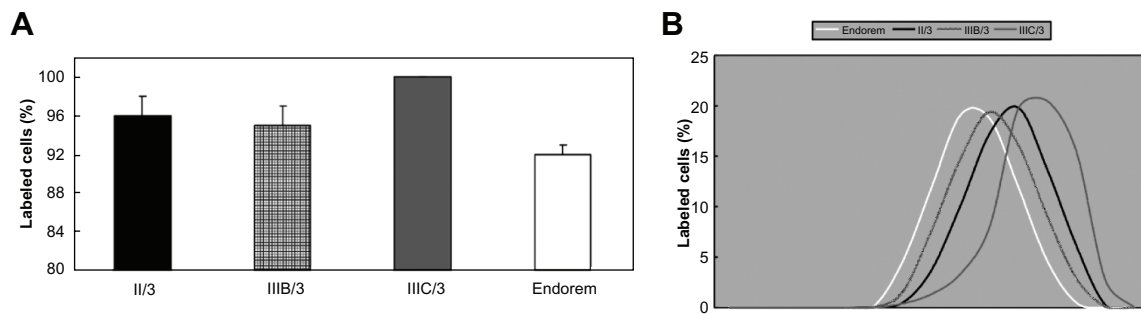 A
Labeled cells (%)
100
96
92
88
84
80
II/3
IIIB/3
IIIC/3
Endorem
B
Endorem II/3 IIIB/3 IIIC/3
Labeled cells (%)
25
20
15
10
5
0